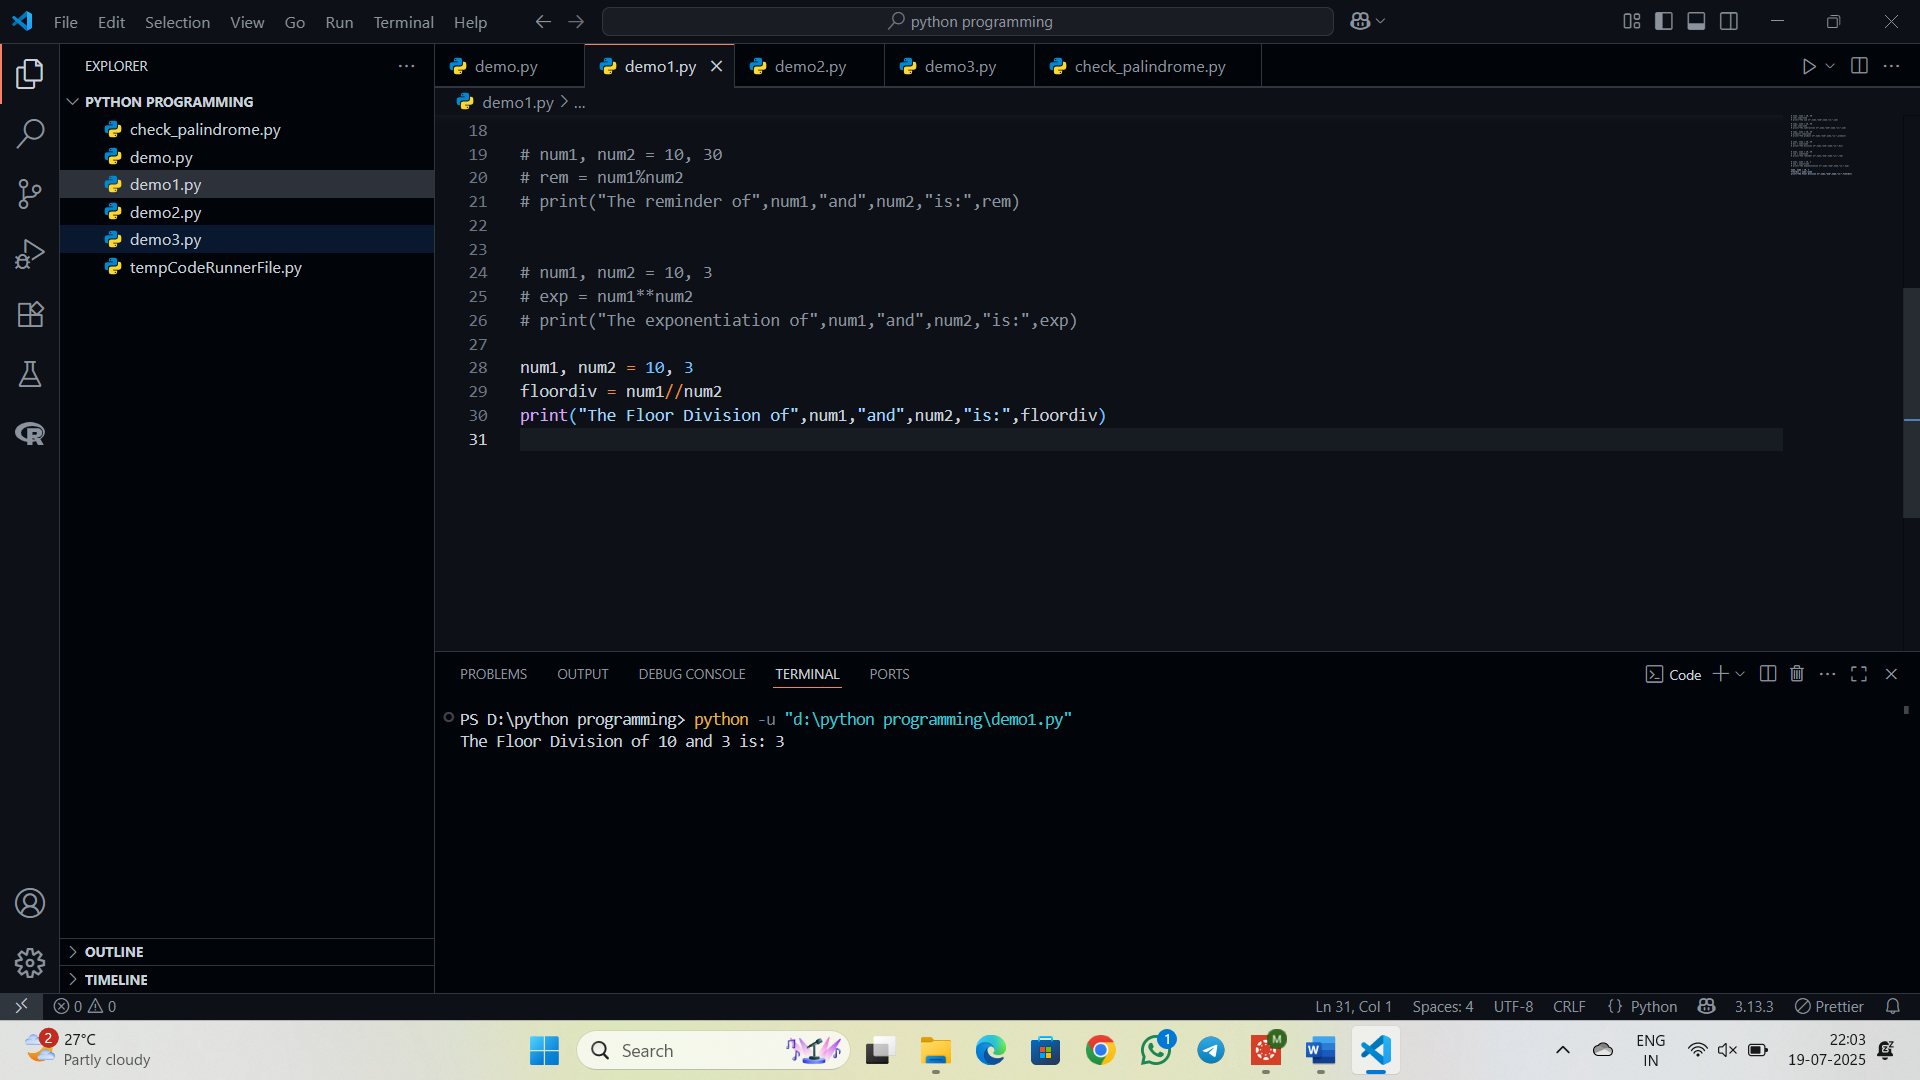 File Edit Selection View Go Run Terminal Help
python programming
EXPLORER
PYTHON PROGRAMMING
check_palindrome.py
demo.py
demo1.py
demo2.py
demo3.py
tempCodeRunnerFile.py
OUTLINE
TIMELINE
demo.py demo1.py demo2.py demo3.py check_palindrome.py
demo1.py > ...
18
19 # num1, num2 = 10, 30
20 # rem = num1%num2
21 # print("The reminder of",num1,"and",num2,"is:",rem)
22
23
24 # num1, num2 = 10, 3
25 # exp = num1**num2
26 # print("The exponentiation of",num1,"and",num2,"is:",exp)
27
28 num1, num2 = 10, 3
29 floordiv = num1//num2
30 print("The Floor Division of",num1,"and",num2,"is:",floordiv)
31
PROBLEMS OUTPUT DEBUG CONSOLE TERMINAL PORTS
Code
PS D:\python programming> python -u "d:\python programming\demo1.py"
The Floor Division of 10 and 3 is: 3
0 0
Ln 31, Col 1 Spaces: 4 UTF-8 CRLF {} Python 3.13.3 Prettier
2
27°C
Partly cloudy
Search
1
M
W
ENG
IN
22:03
19-07-2025